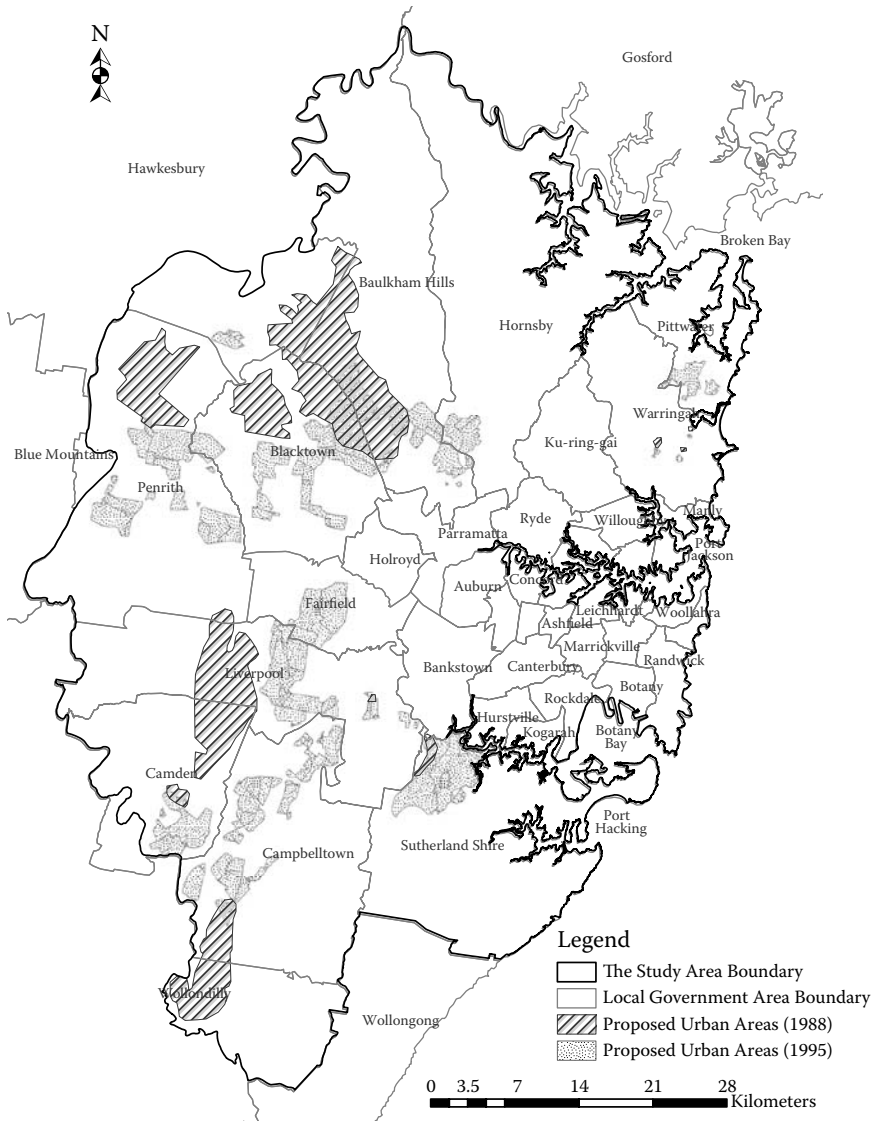 N
Gosford
Hawkesbury
Broken Bay
Baulkham Hills
Hornsby
Pittwater
Warringah
Ku-ring-gai
Blue Mountains
Blacktown
Penrith
Manly
Ryde
Willoughby
Parramatta
Port
Jackson
Holroyd
Auburn
Concord
Fairfield
Leichhardt
Woollahra
Ashfield
Marrickville
Liverpool
Bankstown
Canterbury
Randwick
Botany
Rockdale
Hurstville
Kogarah
Botany
Bay
Camden
Port
Hacking
Campbelltown
Sutherland Shire
Wollondilly
Wollongong
Legend
The Study Area Boundary
Local Government Area Boundary
Proposed Urban Areas (1988)
Proposed Urban Areas (1995)
0 3.5 7 14 21 28
Kilometers